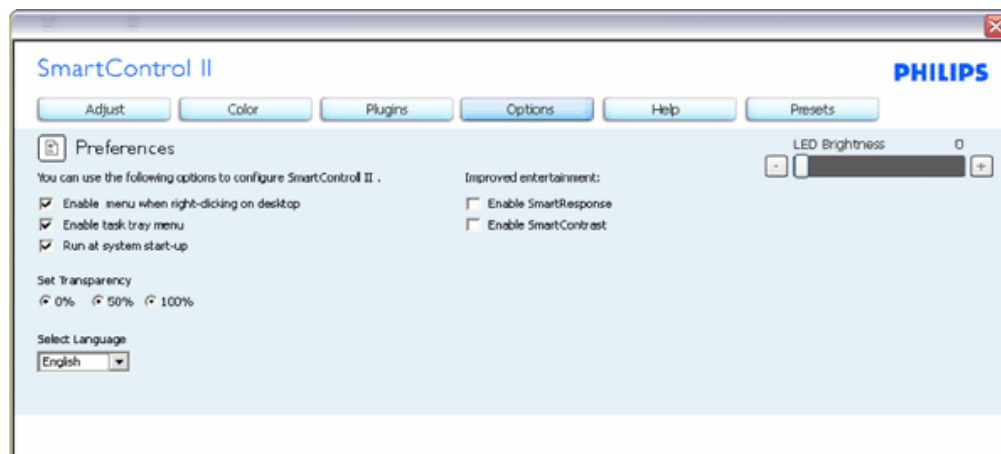 SmartControl II
PHILIPS
Adjust Color Plugins Options Help Presets
Preferences
LED Brightness 0
- +
You can use the following options to configure SmartControl II .
Improved entertainment:
Enable menu when right-clicking on desktop
Enable SmartResponse
Enable task tray menu
Enable SmartContrast
Run at system start-up
Set Transparency
0% 50% 100%
Select Language
English